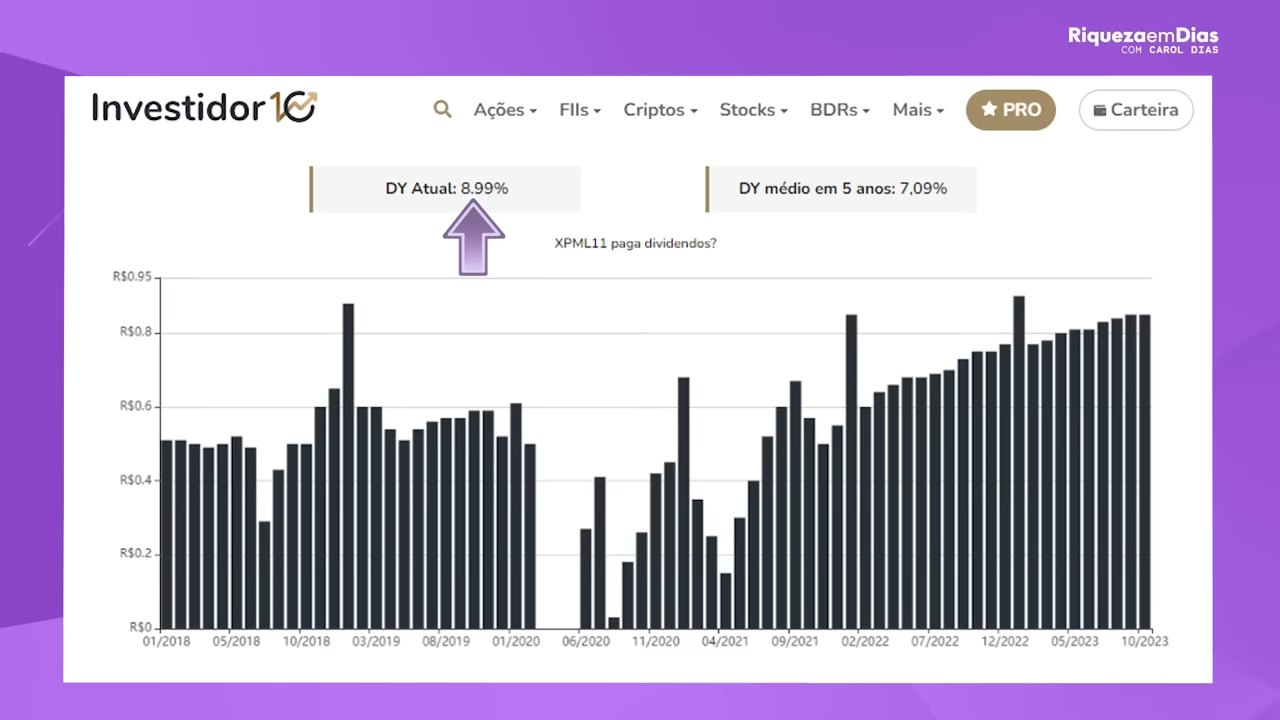 RiquezaemDias
COM CAROL DIAS
Investidor 10
Ações
FIIs
Criptos
Stocks
BDRs
Mais
PRO
Carteira
DY Atual: 8.99%
DY médio em 5 anos: 7,09%
XPML11 paga dividendos?
R$0.95
R$0.8
R$0.6
R$0.4
R$0.2
R$0
01/2018
05/2018
10/2018
03/2019
08/2019
01/2020
06/2020
11/2020
04/2021
09/2021
02/2022
07/2022
12/2022
05/2023
10/2023